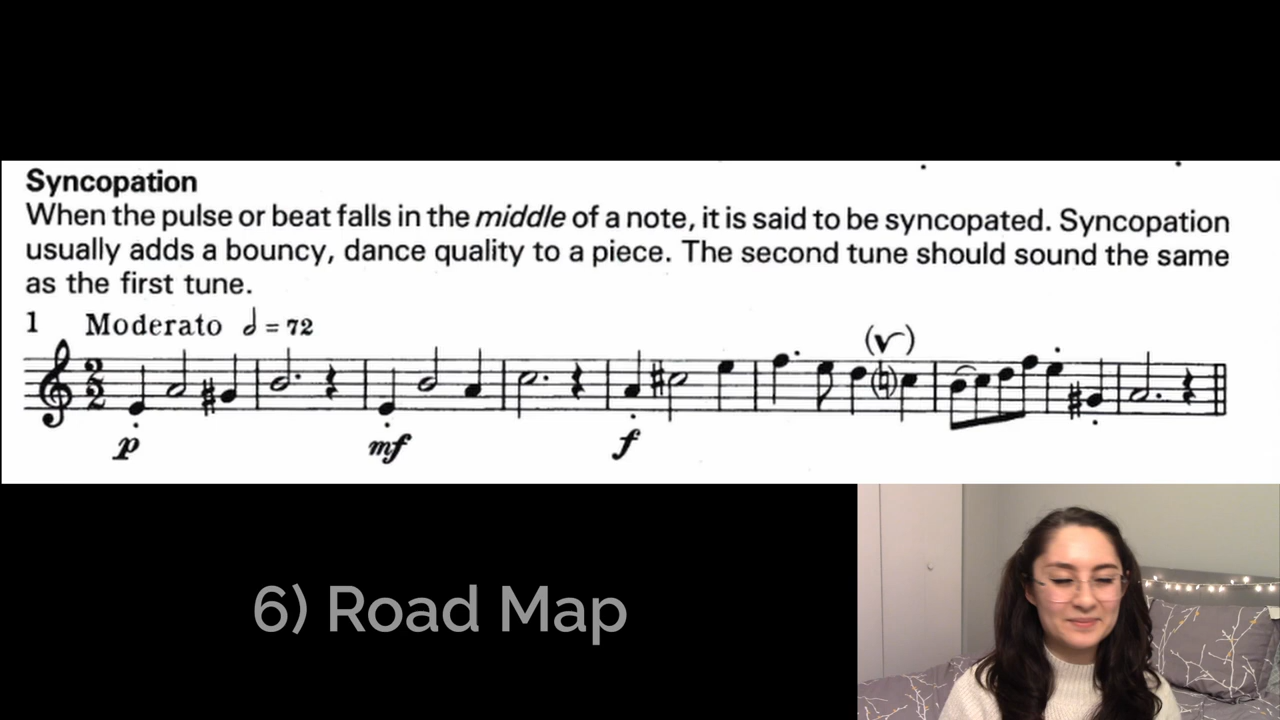 Syncopation
When the pulse or beat falls in the middle of a note, it is said to be syncopated. Syncopation
usually adds a bouncy, dance quality to a piece. The second tune should sound the same
as the first tune.
1 Moderato 𝅗𝅥 = 72
(✓)
2
2
(♮)
p mf f
6) Road Map